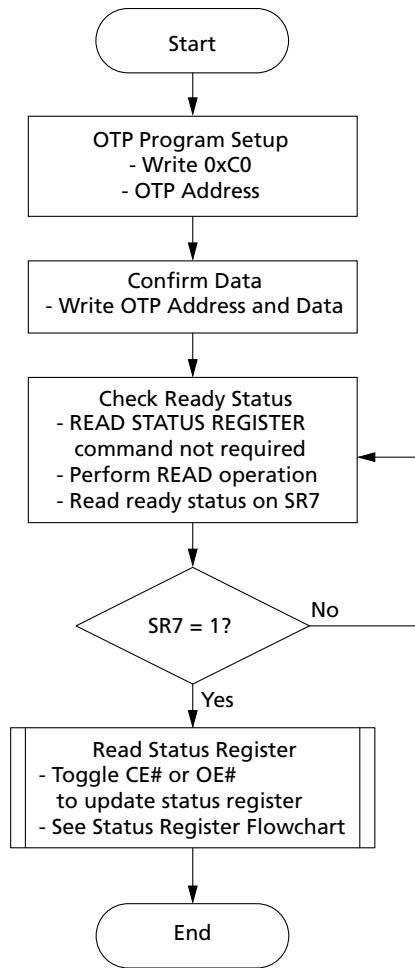 Start
OTP Program Setup
- Write 0xC0
- OTP Address
Confirm Data
- Write OTP Address and Data
Check Ready Status
- READ STATUS REGISTER
command not required
- Perform READ operation
- Read ready status on SR7
SR7 = 1?
No
Yes
Read Status Register
- Toggle CE# or OE#
to update status register
- See Status Register Flowchart
End